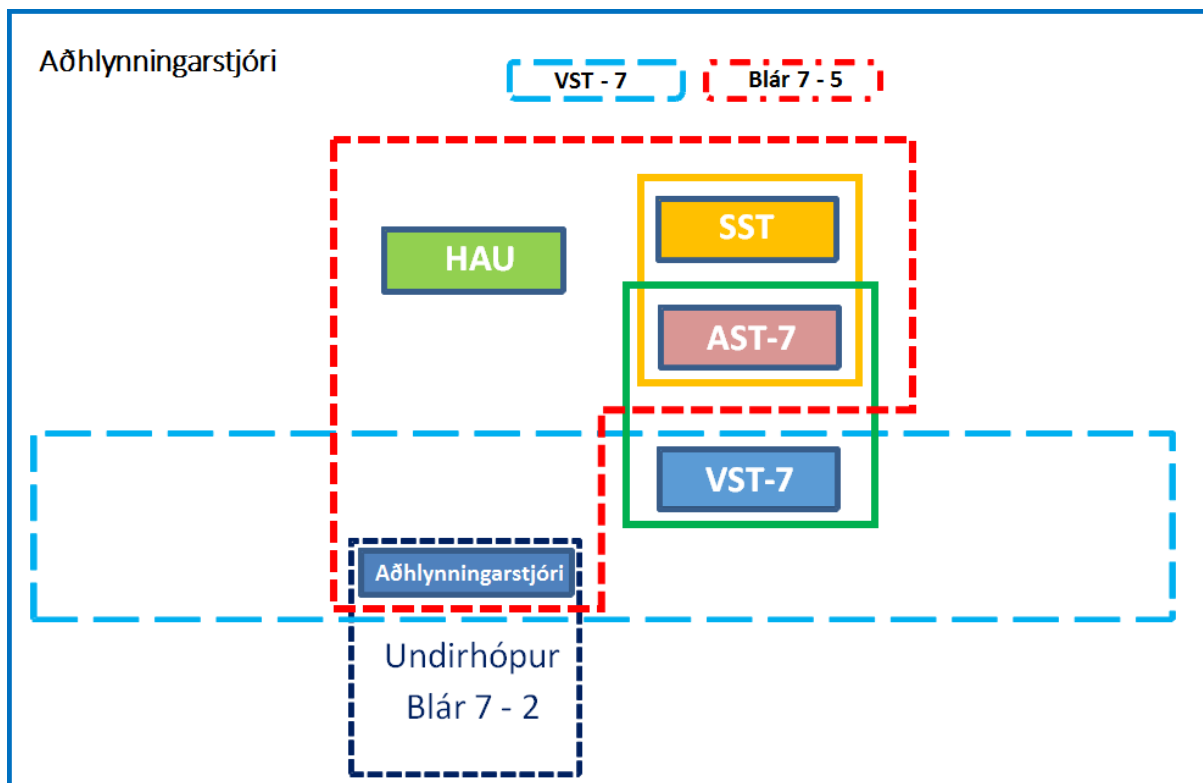 Aðhlynningarstjóri
VST - 7
Blár 7 - 5
SST
HAU
AST-7
VST-7
Aðhlynningarstjóri
Undirhópur
Blár 7 - 2